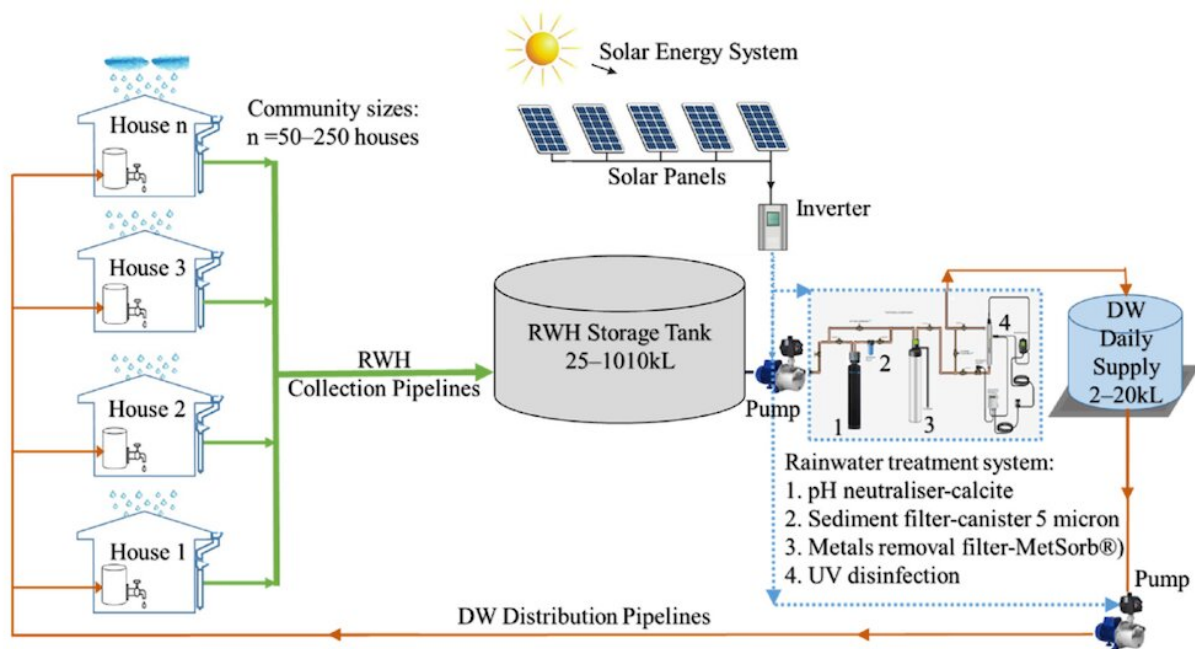 Solar Energy System
House n
Community sizes:
n =50–250 houses
Solar Panels
Inverter
House 3
RWH Storage Tank
25–1010kL
RWH
Collection Pipelines
Pump
1
2
3
4
DW
Daily
Supply
2–20kL
House 2
House 1
Rainwater treatment system:
1. pH neutraliser-calcite
2. Sediment filter-canister 5 micron
3. Metals removal filter-MetSorb®)
4. UV disinfection
Pump
DW Distribution Pipelines